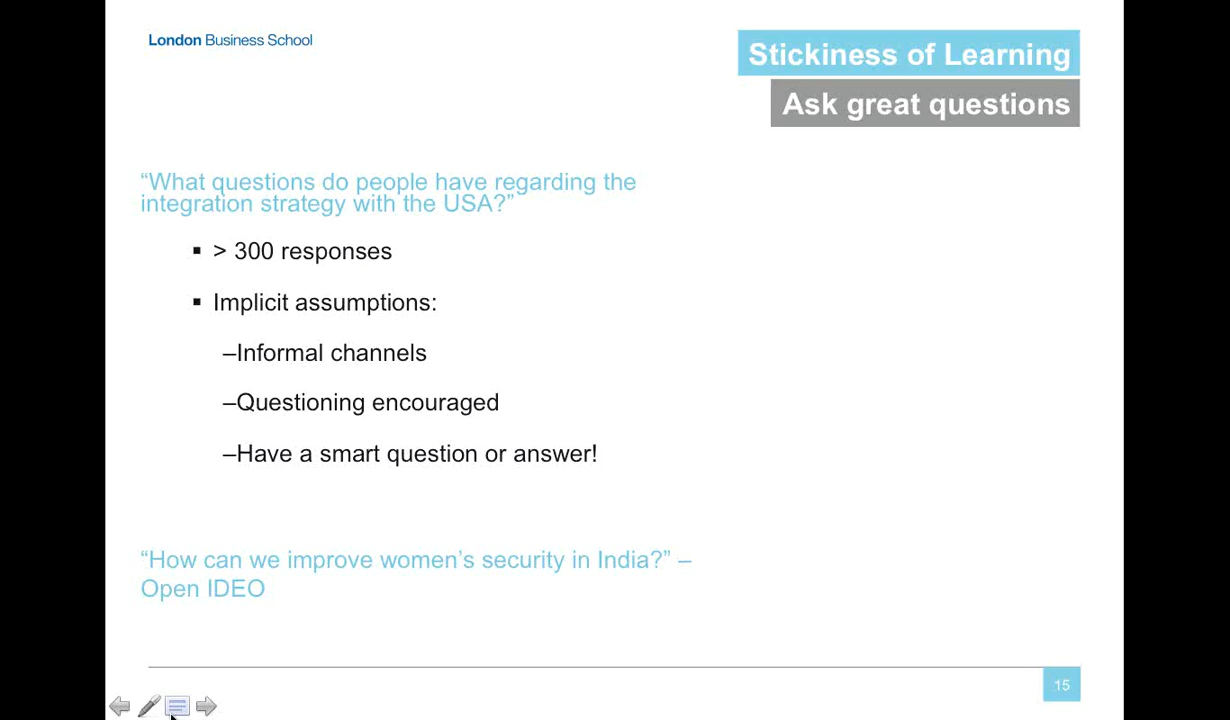 London Business School
Stickiness of Learning
Ask great questions
“What questions do people have regarding the
integration strategy with the USA?”
▪ > 300 responses
▪ Implicit assumptions:
–Informal channels
–Questioning encouraged
–Have a smart question or answer!
“How can we improve women’s security in India?” –
Open IDEO
15